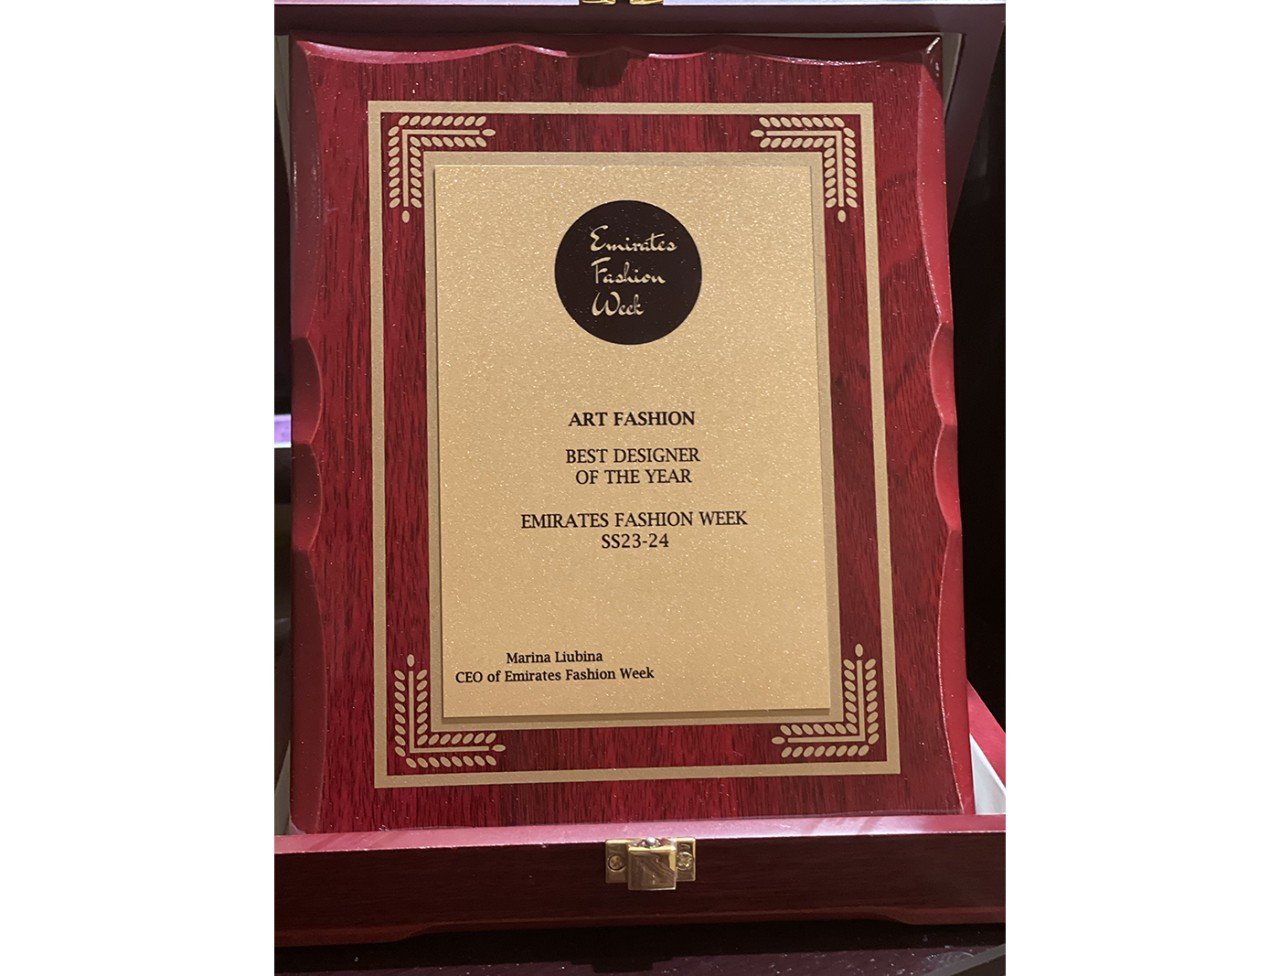 Emirates
Fashion
Week
ART FASHION
BEST DESIGNER
OF THE YEAR
EMIRATES FASHION WEEK
SS23-24
Marina Liubina
CEO of Emirates Fashion Week